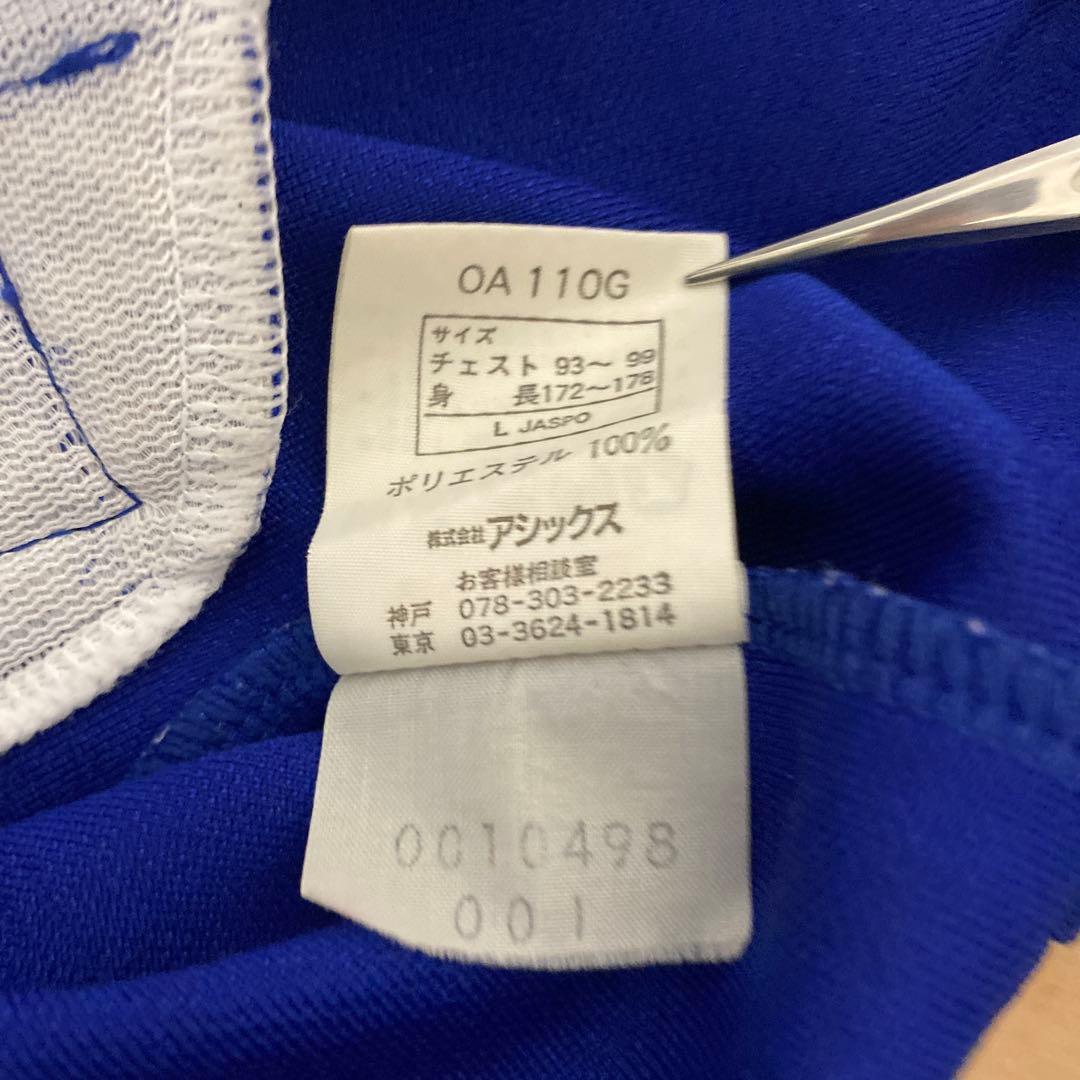 OA 110G
サイズ
チェスト 93～ 99
身 長172～178
L JASPO
ポリエステル 100%
株式会社アシックス
お客様相談室
神戸 078-303-2233
東京 03-3624-1814
0010498
001